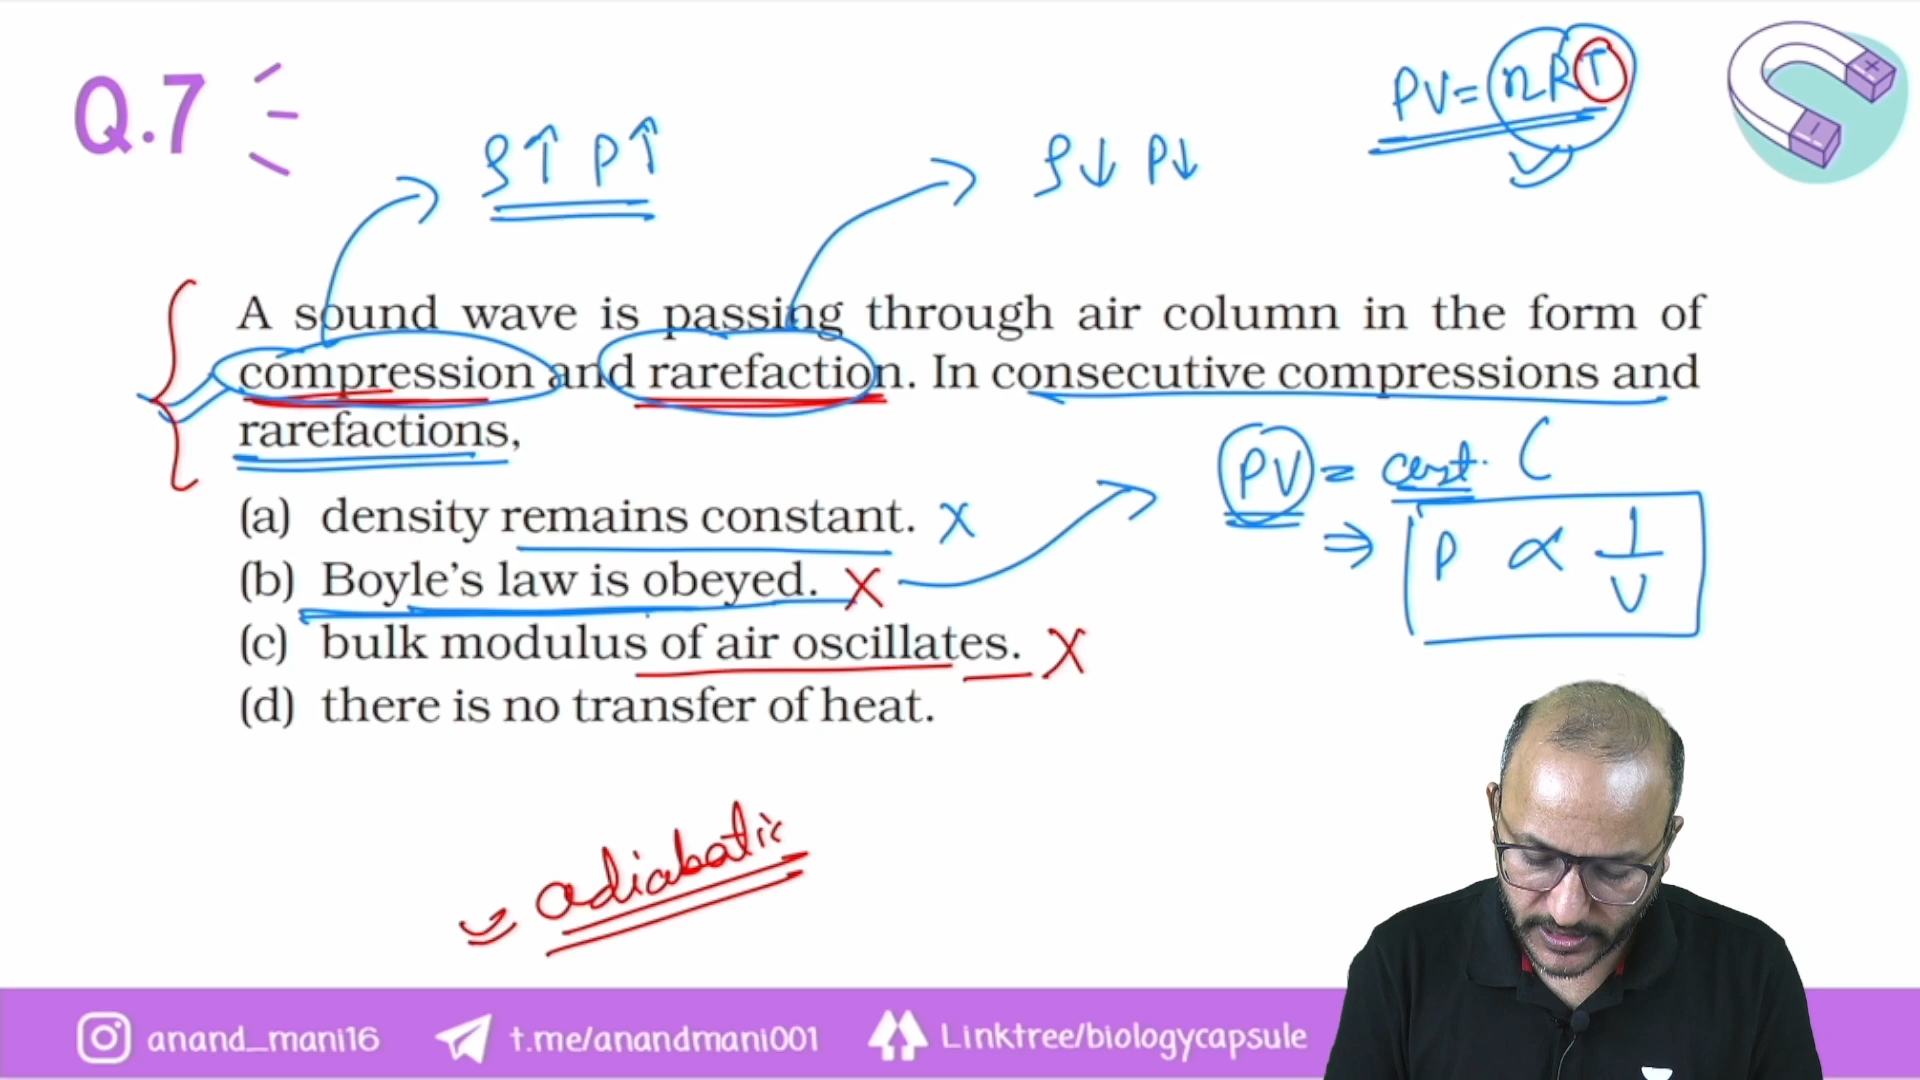 Q.7
PV = nRT
ρ↑ P↑
ρ↓ P↓
A sound wave is passing through air column in the form of
compression and rarefaction. In consecutive compressions and
rarefactions,
PV = const.
(a) density remains constant. X
⇒ P ∝ 1/V
(b) Boyle's law is obeyed. X
(c) bulk modulus of air oscillates. X
(d) there is no transfer of heat.
adiabatic
anand_mani16
t.me/anandmani001
Linktree/biologycapsule